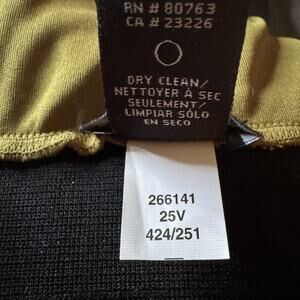 RN # 80763
CA # 23226
DRY CLEAN/
NETTOYER À SEC
SEULEMENT/
LIMPIAR SÓLO
EN SECO
266141
25V
424/251